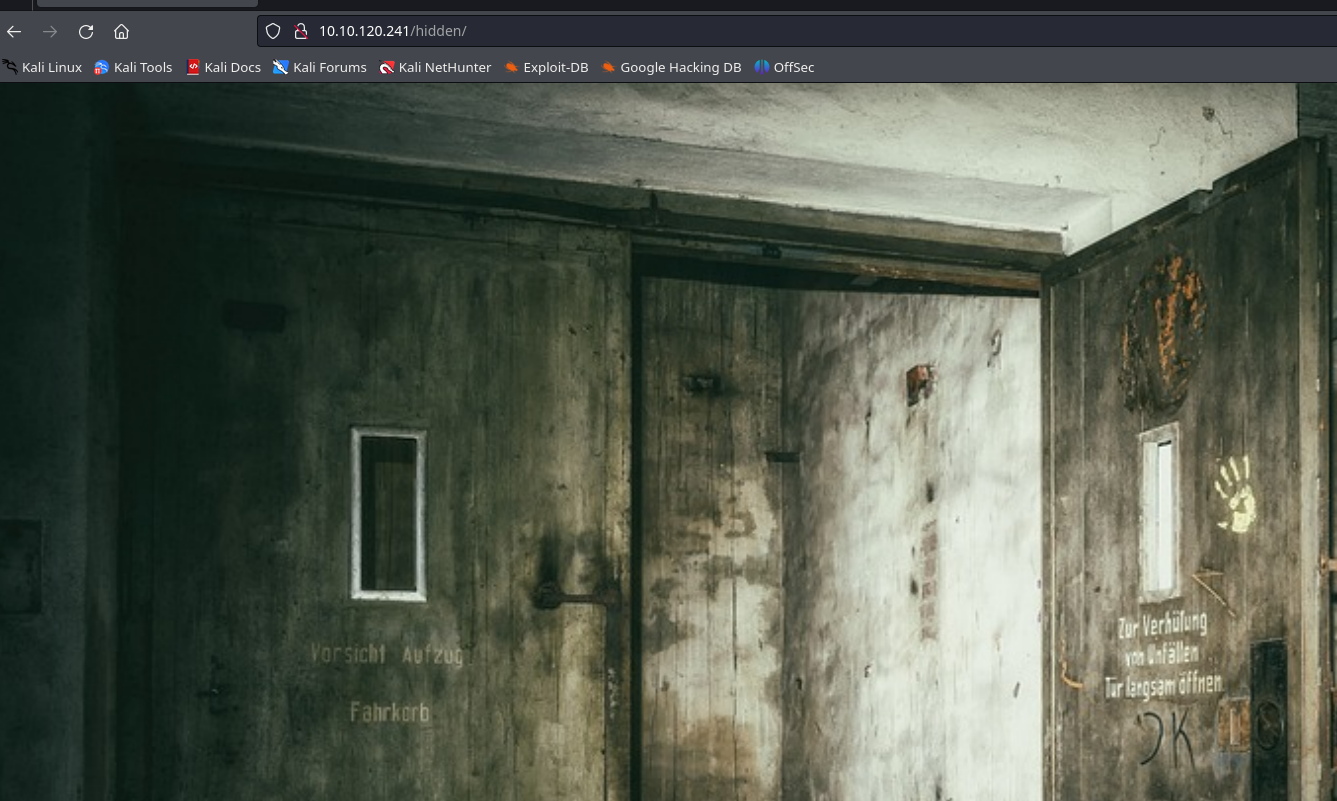 10.10.120.241/hidden/
Kali Linux Kali Tools Kali Docs Kali Forums Kali NetHunter Exploit-DB Google Hacking DB OffSec
Vorsicht Aufzug
Fahrkorb
Zur Verhütung
von Unfällen
Tür langsam öffnen
JK